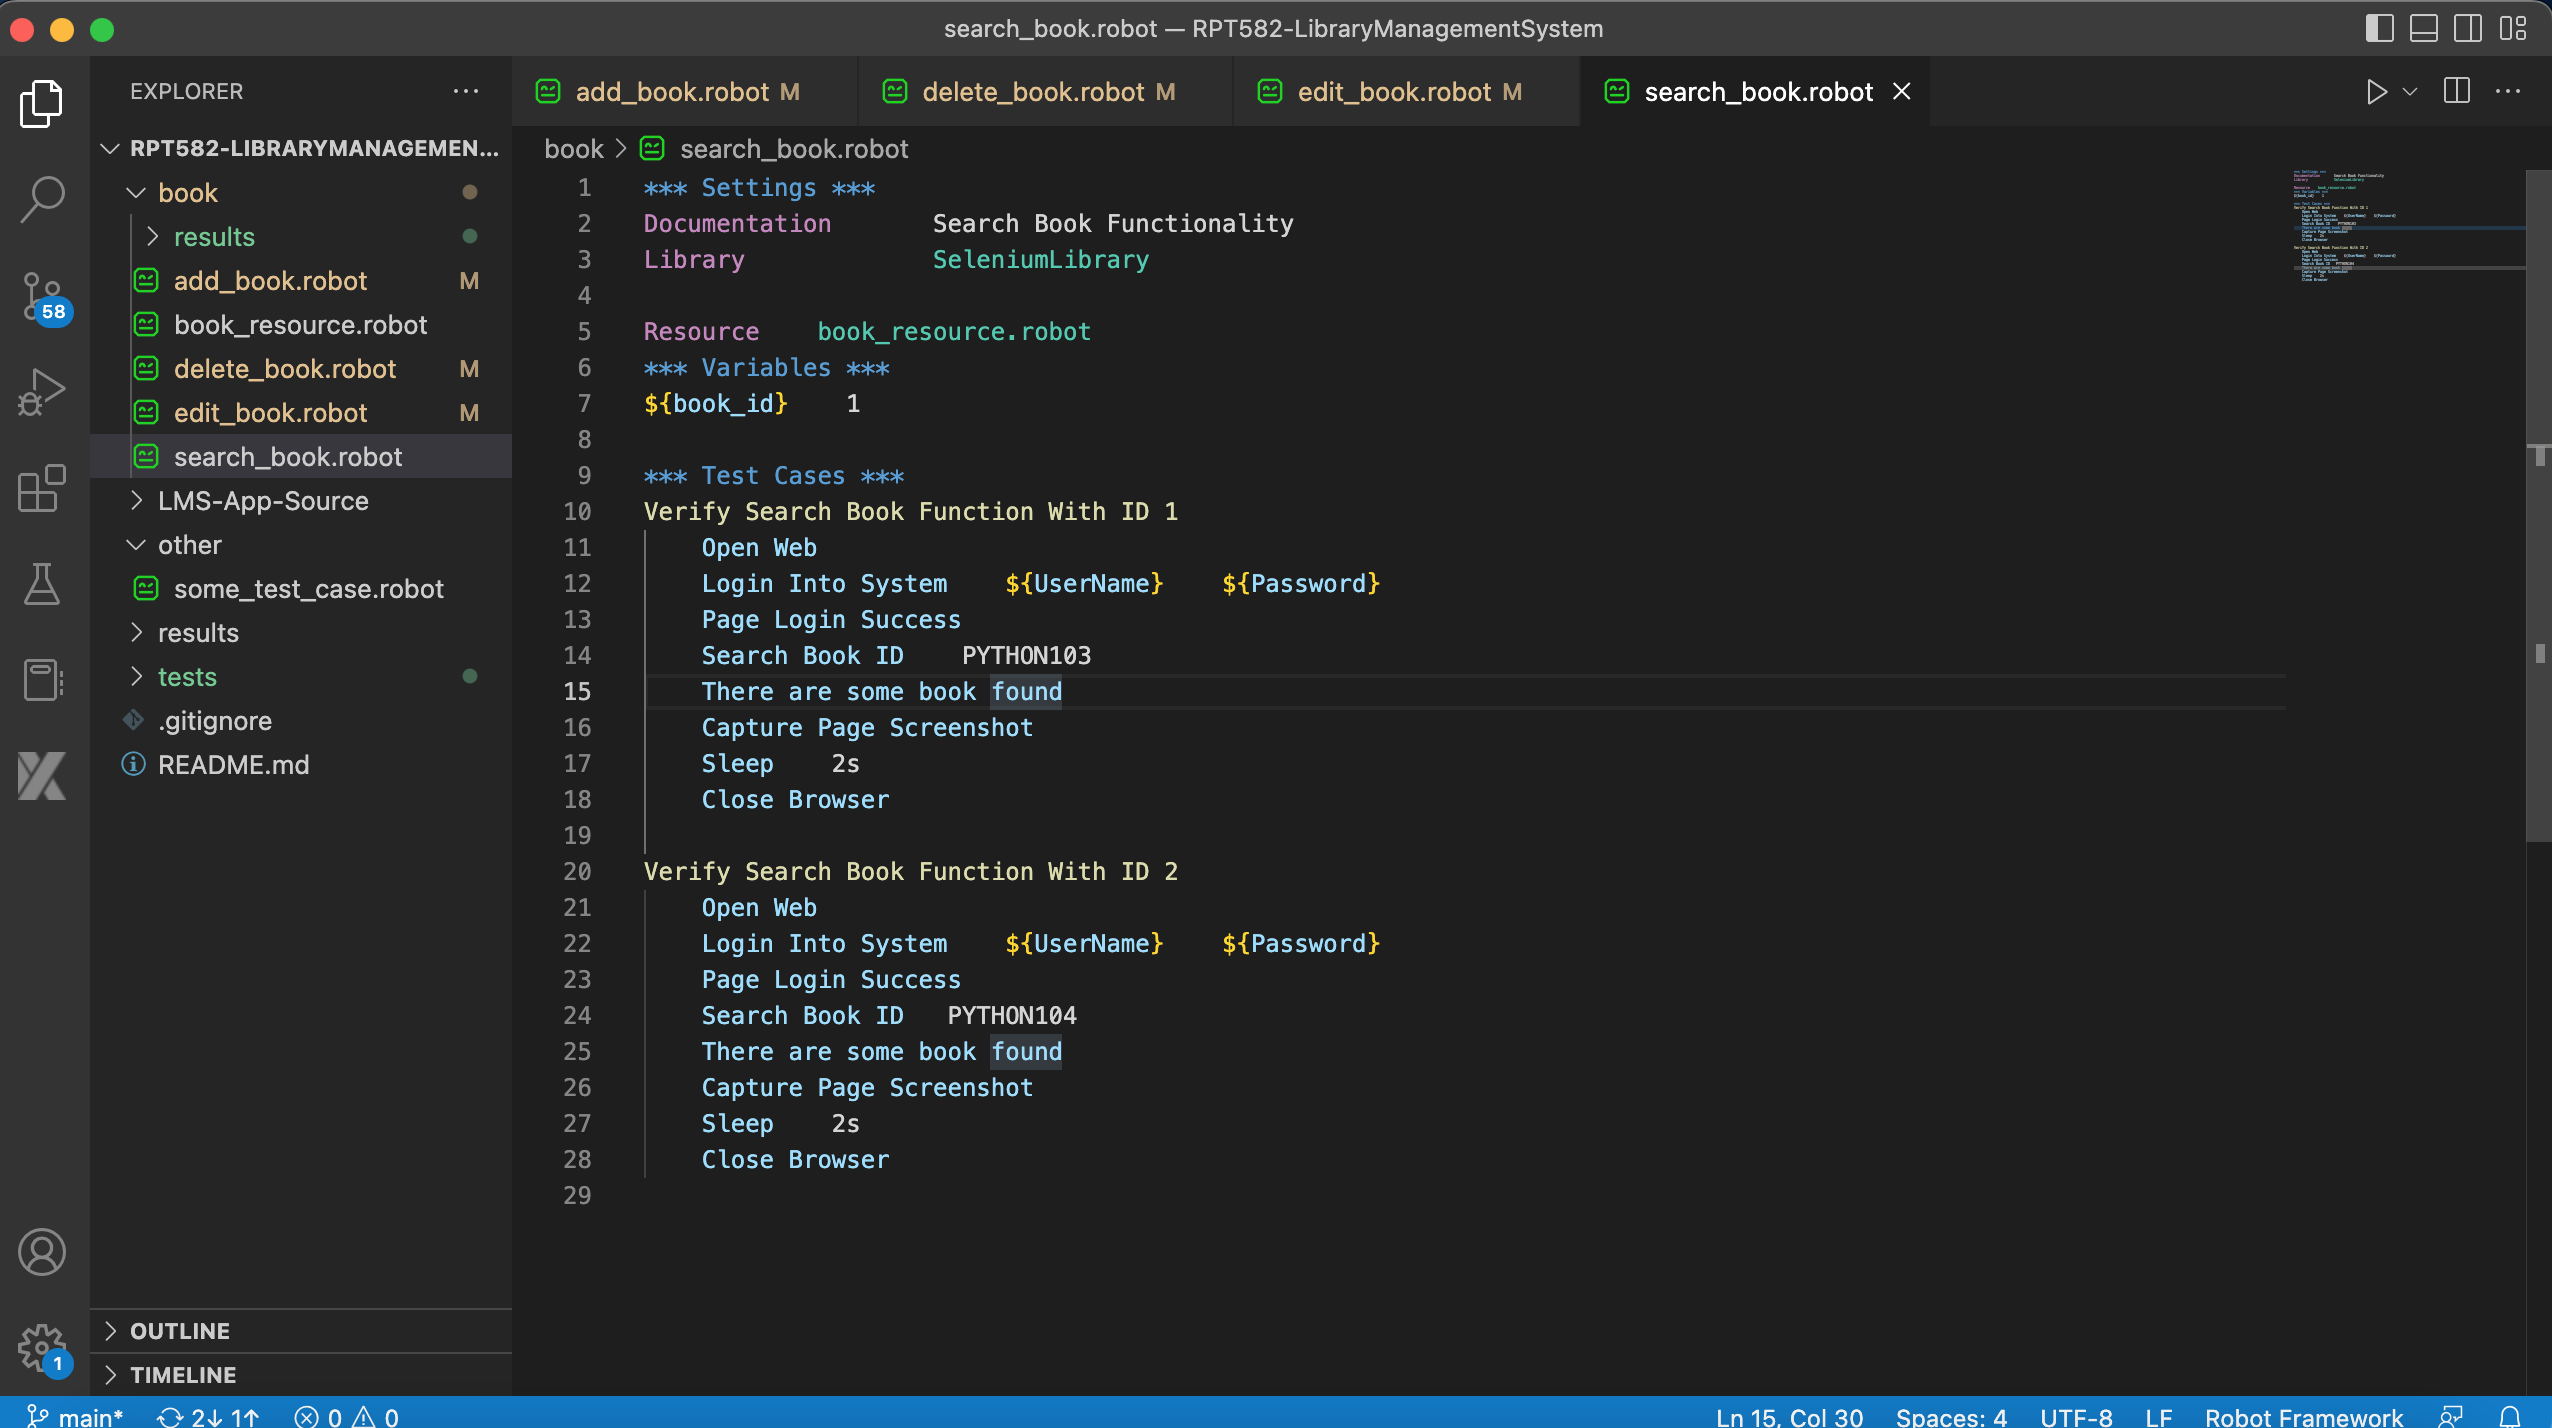 search_book.robot — RPT582-LibraryManagementSystem
EXPLORER
RPT582-LIBRARYMANAGEMEN...
book
results
add_book.robot M
book_resource.robot
delete_book.robot M
edit_book.robot M
search_book.robot
LMS-App-Source
other
some_test_case.robot
results
tests
.gitignore
README.md
OUTLINE
TIMELINE
58
1
add_book.robot M
delete_book.robot M
edit_book.robot M
search_book.robot
book > search_book.robot
1 *** Settings ***
2 Documentation Search Book Functionality
3 Library SeleniumLibrary
4
5 Resource book_resource.robot
6 *** Variables ***
7 ${book_id} 1
8
9 *** Test Cases ***
10 Verify Search Book Function With ID 1
11 Open Web
12 Login Into System ${UserName} ${Password}
13 Page Login Success
14 Search Book ID PYTHON103
15 There are some book found
16 Capture Page Screenshot
17 Sleep 2s
18 Close Browser
19
20 Verify Search Book Function With ID 2
21 Open Web
22 Login Into System ${UserName} ${Password}
23 Page Login Success
24 Search Book ID PYTHON104
25 There are some book found
26 Capture Page Screenshot
27 Sleep 2s
28 Close Browser
29
main* 2↓ 1↑ 0 0
Ln 15, Col 30 Spaces: 4 UTF-8 LF Robot Framework